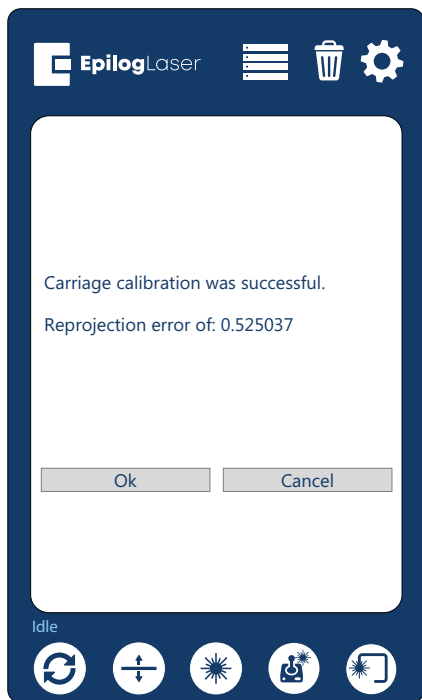 EpilogLaser
Carriage calibration was successful.
Reprojection error of: 0.525037
Ok Cancel
Idle